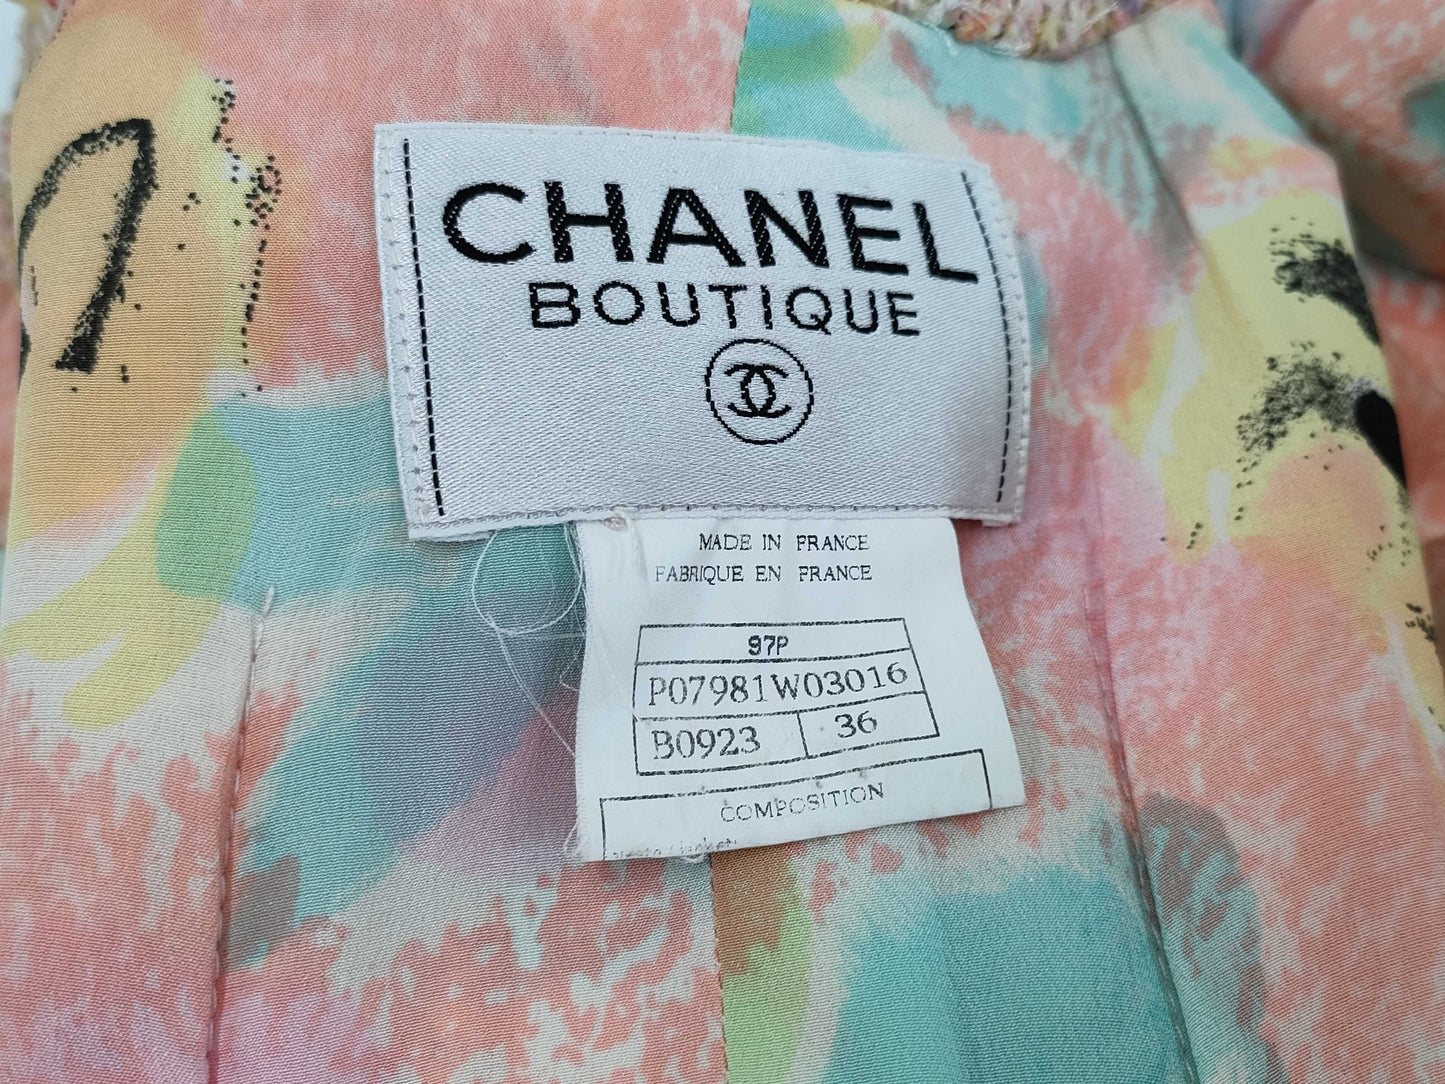 CHANEL
BOUTIQUE
MADE IN FRANCE
FABRIQUE EN FRANCE
97P
P07981W03016
B0923 36
COMPOSITION